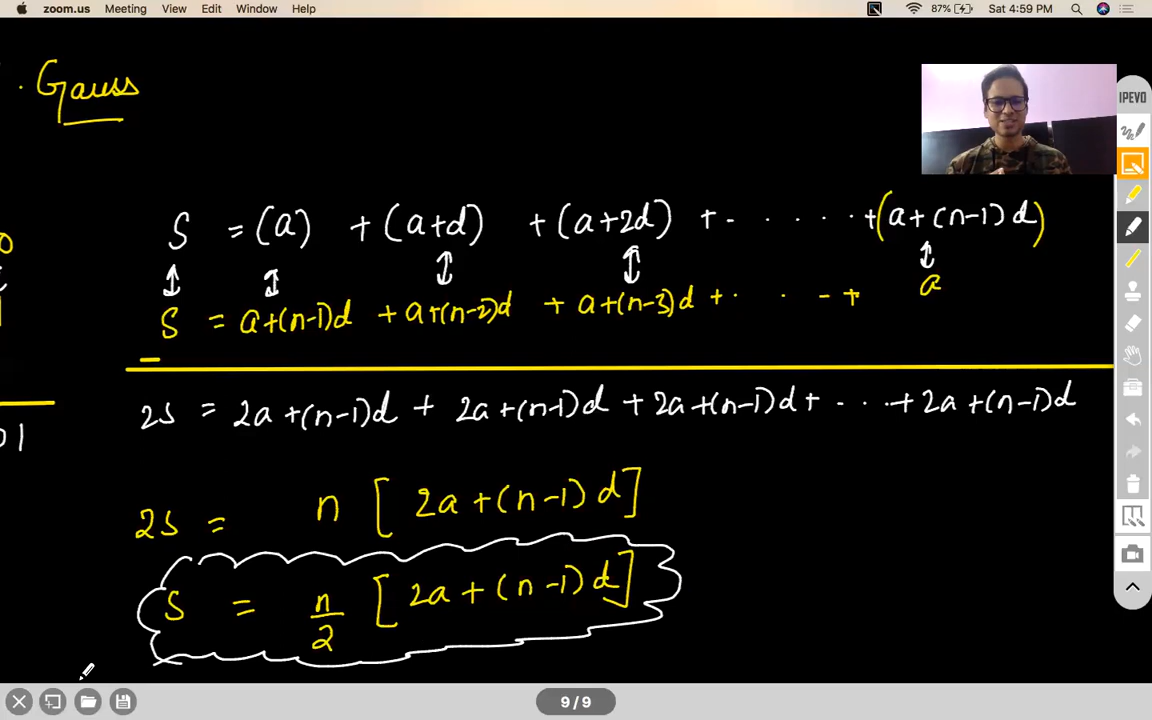 zoom.us Meeting View Edit Window Help 87% Sat 4:59 PM
. Gauss
IPEVO
S = (a) + (a+d) + (a+2d) + - · · · · + (a+(n-1)d)
a
S = a+(n-1)d + a+(n-2)d + a+(n-3)d + · · - +
2S = 2a+(n-1)d + 2a+(n-1)d + 2a+(n-1)d + · · · + 2a+(n-1)d
01
2S = n [2a+(n-1)d]
S = n/2 [2a+(n-1)d]
9 / 9